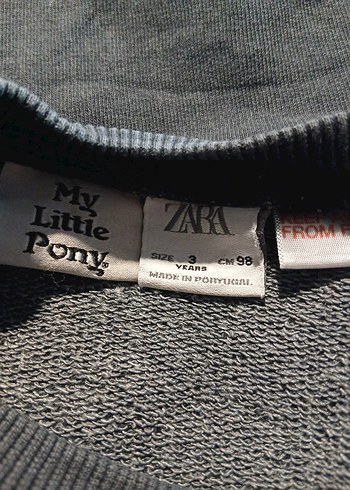 My
Little
Pony
ZARA
SIZE 3 CM 98
YEARS
MADE IN PORTUGAL
KEEP
FROM F